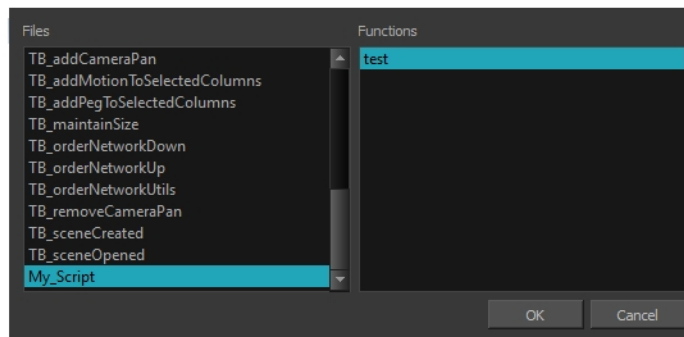 Files
TB_addCameraPan
TB_addMotionToSelectedColumns
TB_addPegToSelectedColumns
TB_maintainSize
TB_orderNetworkDown
TB_orderNetworkUp
TB_orderNetworkUtils
TB_removeCameraPan
TB_sceneCreated
TB_sceneOpened
My_Script
Functions
test
OK
Cancel